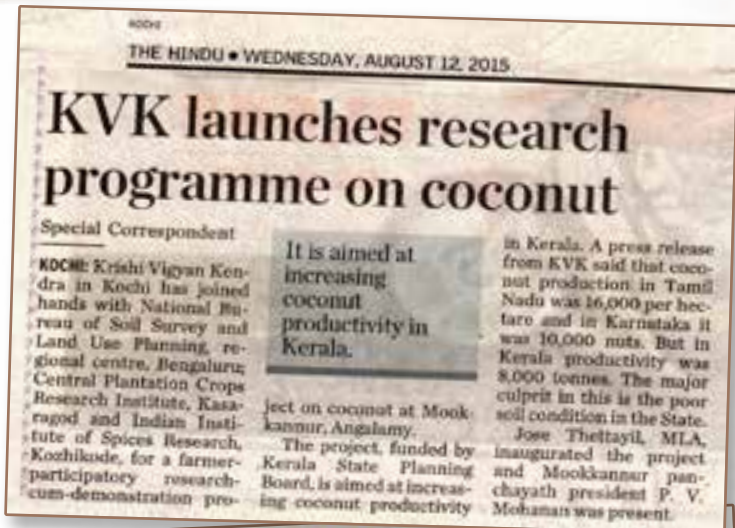 KOCHI
THE HINDU • WEDNESDAY, AUGUST 12, 2015
KVK launches research
programme on coconut
Special Correspondent
KOCHI: Krishi Vigyan Ken-
dra in Kochi has joined
hands with National Bu-
reau of Soil Survey and
Land Use Planning, re-
gional centre, Bengaluru;
Central Plantation Crops
Research Institute, Kasa-
ragod and Indian Insti-
tute of Spices Research,
Kozhikode, for a farmer-
participatory research-
cum-demonstration pro-
It is aimed at
increasing
coconut
productivity in
Kerala.
ject on coconut at Mook-
kannur, Angalamy.
The project, funded by
Kerala State Planning
Board, is aimed at increas-
ing coconut productivity
in Kerala. A press release
from KVK said that coco-
nut production in Tamil
Nadu was 16,000 per hec-
tare and in Karnataka it
was 10,000 nuts. But in
Kerala productivity was
8,000 tonnes. The major
culprit in this is the poor
soil condition in the State.
Jose Thettayil, MLA,
inaugurated the project
and Mookkannur pan-
chayath president P. V.
Mohanan was present.